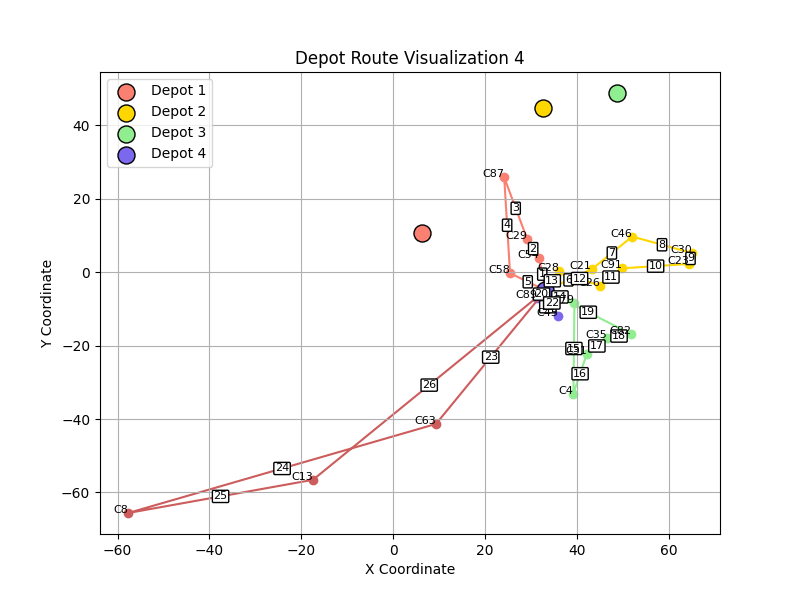 Depot Route Visualization 4
Depot 1
Depot 2
Depot 3
Depot 4
Y Coordinate
X Coordinate
40
20
0
−20
−40
−60
−60
−40
−20
0
20
40
60
C87
3
4
C29
2
C46
7
8
C30
9
C23
10
C91
11
C21
C28
C58
5
13
12
C89
22
19
C82
C35
18
17
15
16
C4
23
26
C63
24
C13
25
C8